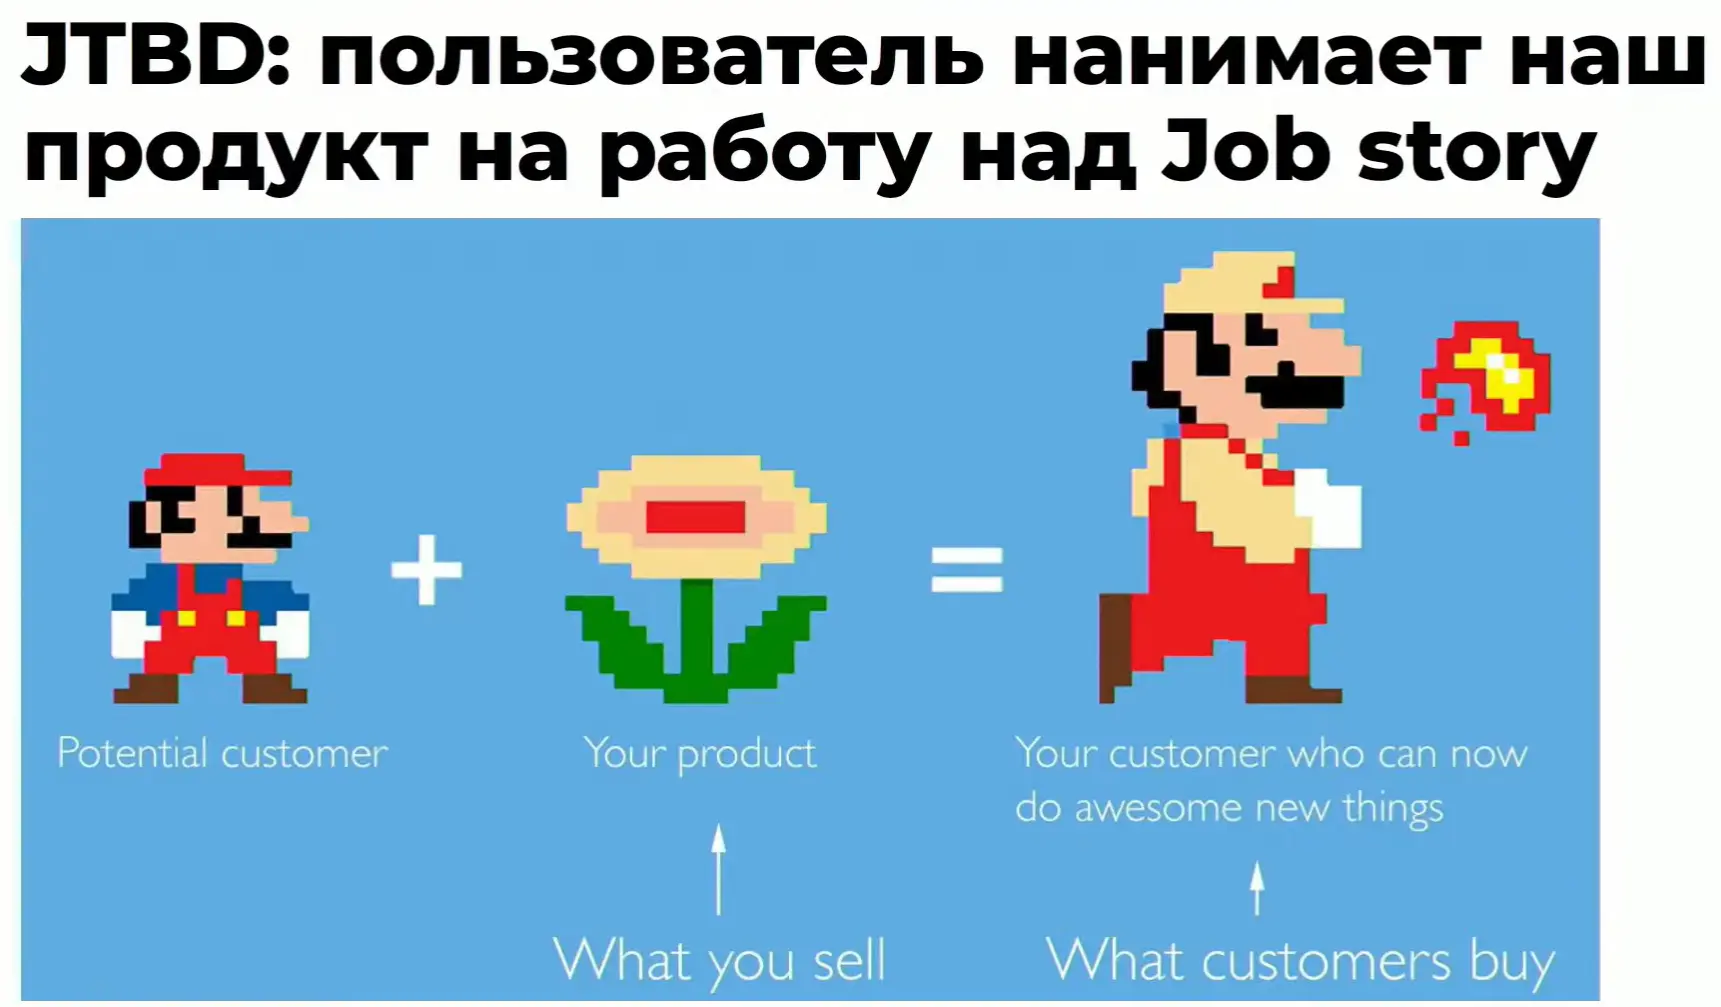 JTBD: пользователь нанимает наш
продукт на работу над Job story
Potential customer
Your product
Your customer who can now
do awesome new things
What you sell
What customers buy